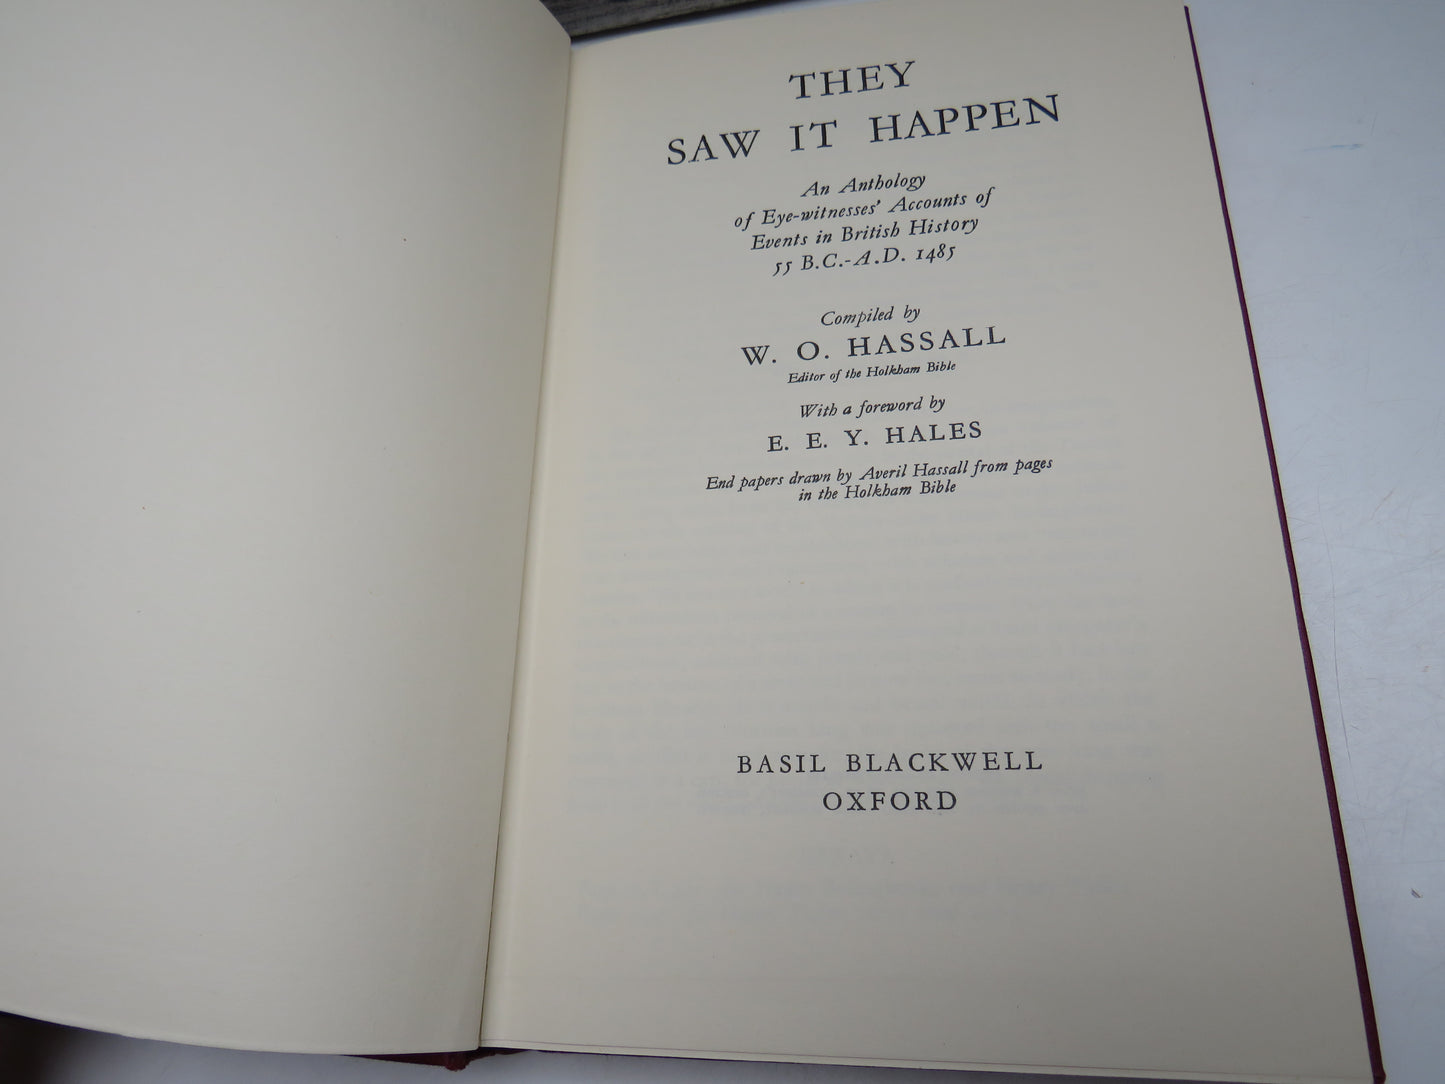 THEY
SAW IT HAPPEN
An Anthology
of Eye-witnesses' Accounts of
Events in British History
55 B.C.-A.D. 1485
Compiled by
W. O. HASSALL
Editor of the Holkham Bible
With a foreword by
E. E. Y. HALES
End papers drawn by Averil Hassall from pages
in the Holkham Bible
BASIL BLACKWELL
OXFORD